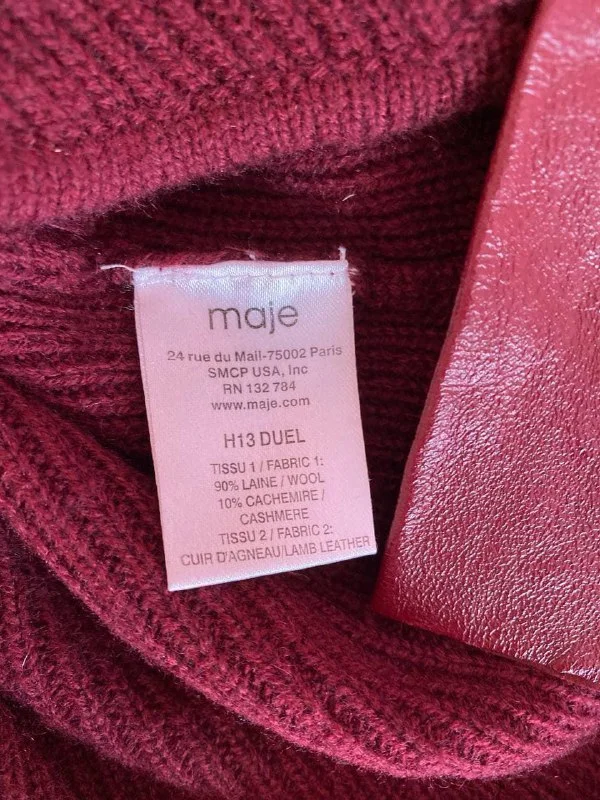 maje
24 rue du Mail-75002 Paris
SMCP USA, Inc
RN 132 784
www.maje.com
H13 DUEL
TISSU 1 / FABRIC 1:
90% LAINE / WOOL
10% CACHEMIRE /
CASHMERE
TISSU 2 / FABRIC 2:
CUIR D'AGNEAU/LAMB LEATHER